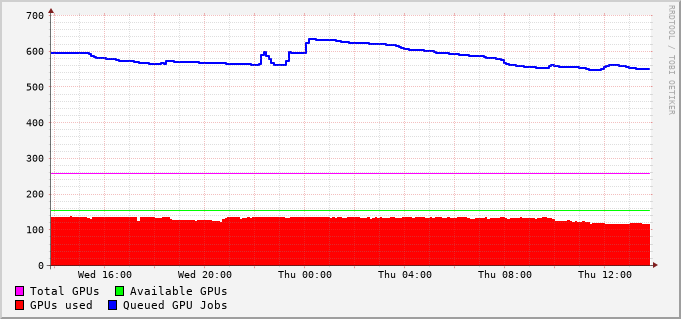 700
600
500
400
300
200
100
0
Wed 16:00 Wed 20:00 Thu 00:00 Thu 04:00 Thu 08:00 Thu 12:00
Total GPUs Available GPUs
GPUs used Queued GPU Jobs
RRDTOOL / TOBI OETIKER